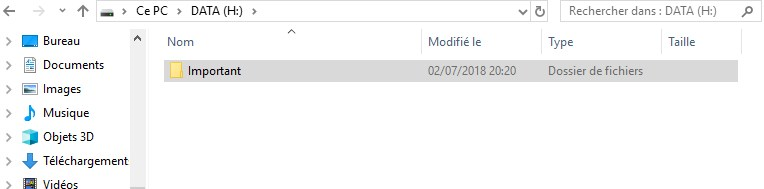 Ce PC > DATA (H:) >
Rechercher dans : DATA (H:)
Bureau
Documents
Images
Musique
Objets 3D
Téléchargement
Vidéos
Nom Modifié le Type Taille
Important 02/07/2018 20:20 Dossier de fichiers